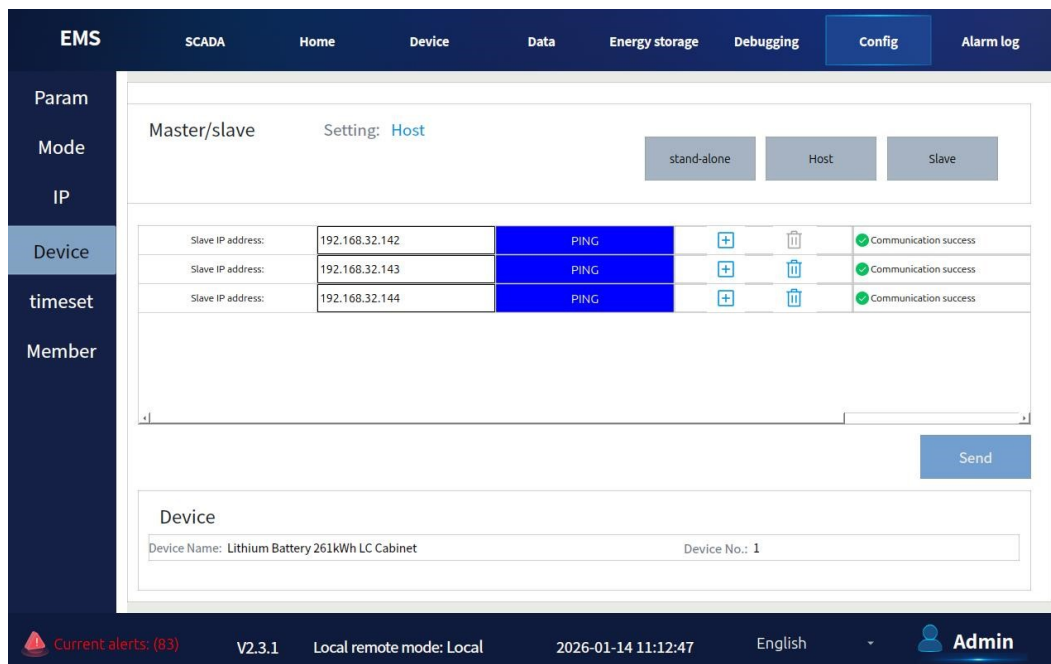 EMS SCADA Home Device Data Energy storage Debugging Config Alarm log
Param
Mode
IP
Device
timeset
Member
Master/slave Setting: Host
stand-alone Host Slave
Slave IP address: 192.168.32.142 PING Communication success
Slave IP address: 192.168.32.143 PING Communication success
Slave IP address: 192.168.32.144 PING Communication success
Send
Device
Device Name: Lithium Battery 261kWh LC Cabinet Device No.: 1
Current alerts: (83) V2.3.1 Local remote mode: Local 2026-01-14 11:12:47 English Admin